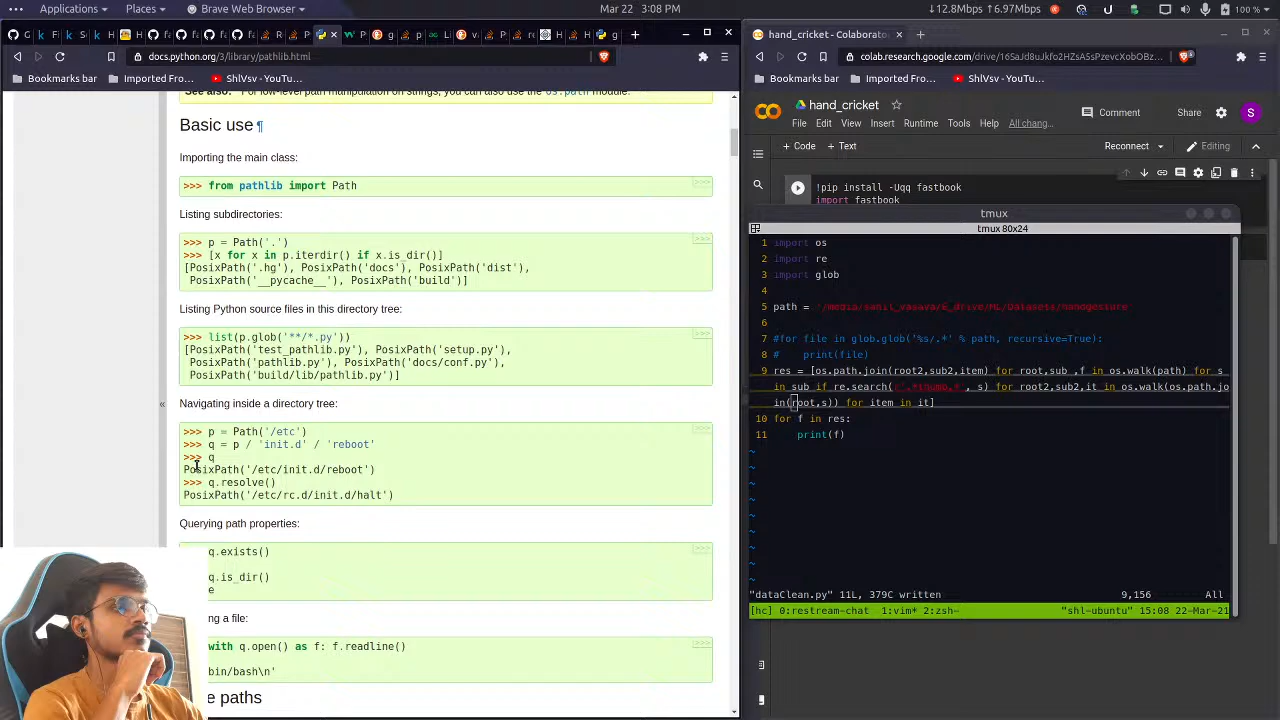 Applications
Places
Brave Web Browser
Mar 22 3:08 PM
↓12.8Mbps ↑6.97Mbps
100 %
hand_cricket - Colaborato
docs.python.org/3/library/pathlib.html
colab.research.google.com/drive/
Bookmarks bar
Imported Fro...
ShlVsv - YouTu...
Bookmarks bar
Imported Fro...
ShlVsv - YouTu...
See also: For low-level path manipulation on strings, you can also use the os.path module.
Basic use ¶
Importing the main class:
>>> from pathlib import Path
>>>
Listing subdirectories:
>>> p = Path('.')
>>>
>>> [x for x in p.iterdir() if x.is_dir()]
[PosixPath('.hg'), PosixPath('docs'), PosixPath('dist'),
PosixPath('__pycache__'), PosixPath('build')]
Listing Python source files in this directory tree:
>>> list(p.glob('**/*.py'))
>>>
[PosixPath('test_pathlib.py'), PosixPath('setup.py'),
PosixPath('pathlib.py'), PosixPath('docs/conf.py'),
PosixPath('build/lib/pathlib.py')]
«
Navigating inside a directory tree:
>>> p = Path('/etc')
>>>
>>> q = p / 'init.d' / 'reboot'
>>> q
PosixPath('/etc/init.d/reboot')
>>> q.resolve()
PosixPath('/etc/rc.d/init.d/halt')
Querying path properties:
q.exists()
>>>
q.is_dir()
e
ng a file:
with q.open() as f: f.readline()
>>>
bin/bash\n'
e paths
hand_cricket
Comment
Share
S
File Edit View Insert Runtime Tools Help All chang...
+ Code + Text
Reconnect
Editing
!pip install -Uqq fastbook
import fastbook
tmux
tmux 80x24
1 import os
2 import re
3 import glob
4
5 path = '/media/sahil_vasava/E_drive/ML/Datasets/handgesture'
6
7 #for file in glob.glob('%s/.*' % path, recursive=True):
8 #    print(file)
9 res = [os.path.join(root2,sub2,item) for root,sub ,f in os.walk(path) for s
in sub if re.search(r'.*thumb.*', s) for root2,sub2,it in os.walk(os.path.jo
in(root,s)) for item in it]
10 for f in res:
11     print(f)
~
~
~
~
~
~
~
~
~
"dataClean.py" 11L, 379C written
9,156
All
[hc] 0:restream-chat 1:vim* 2:zsh-
"shl-ubuntu" 15:08 22-Mar-21